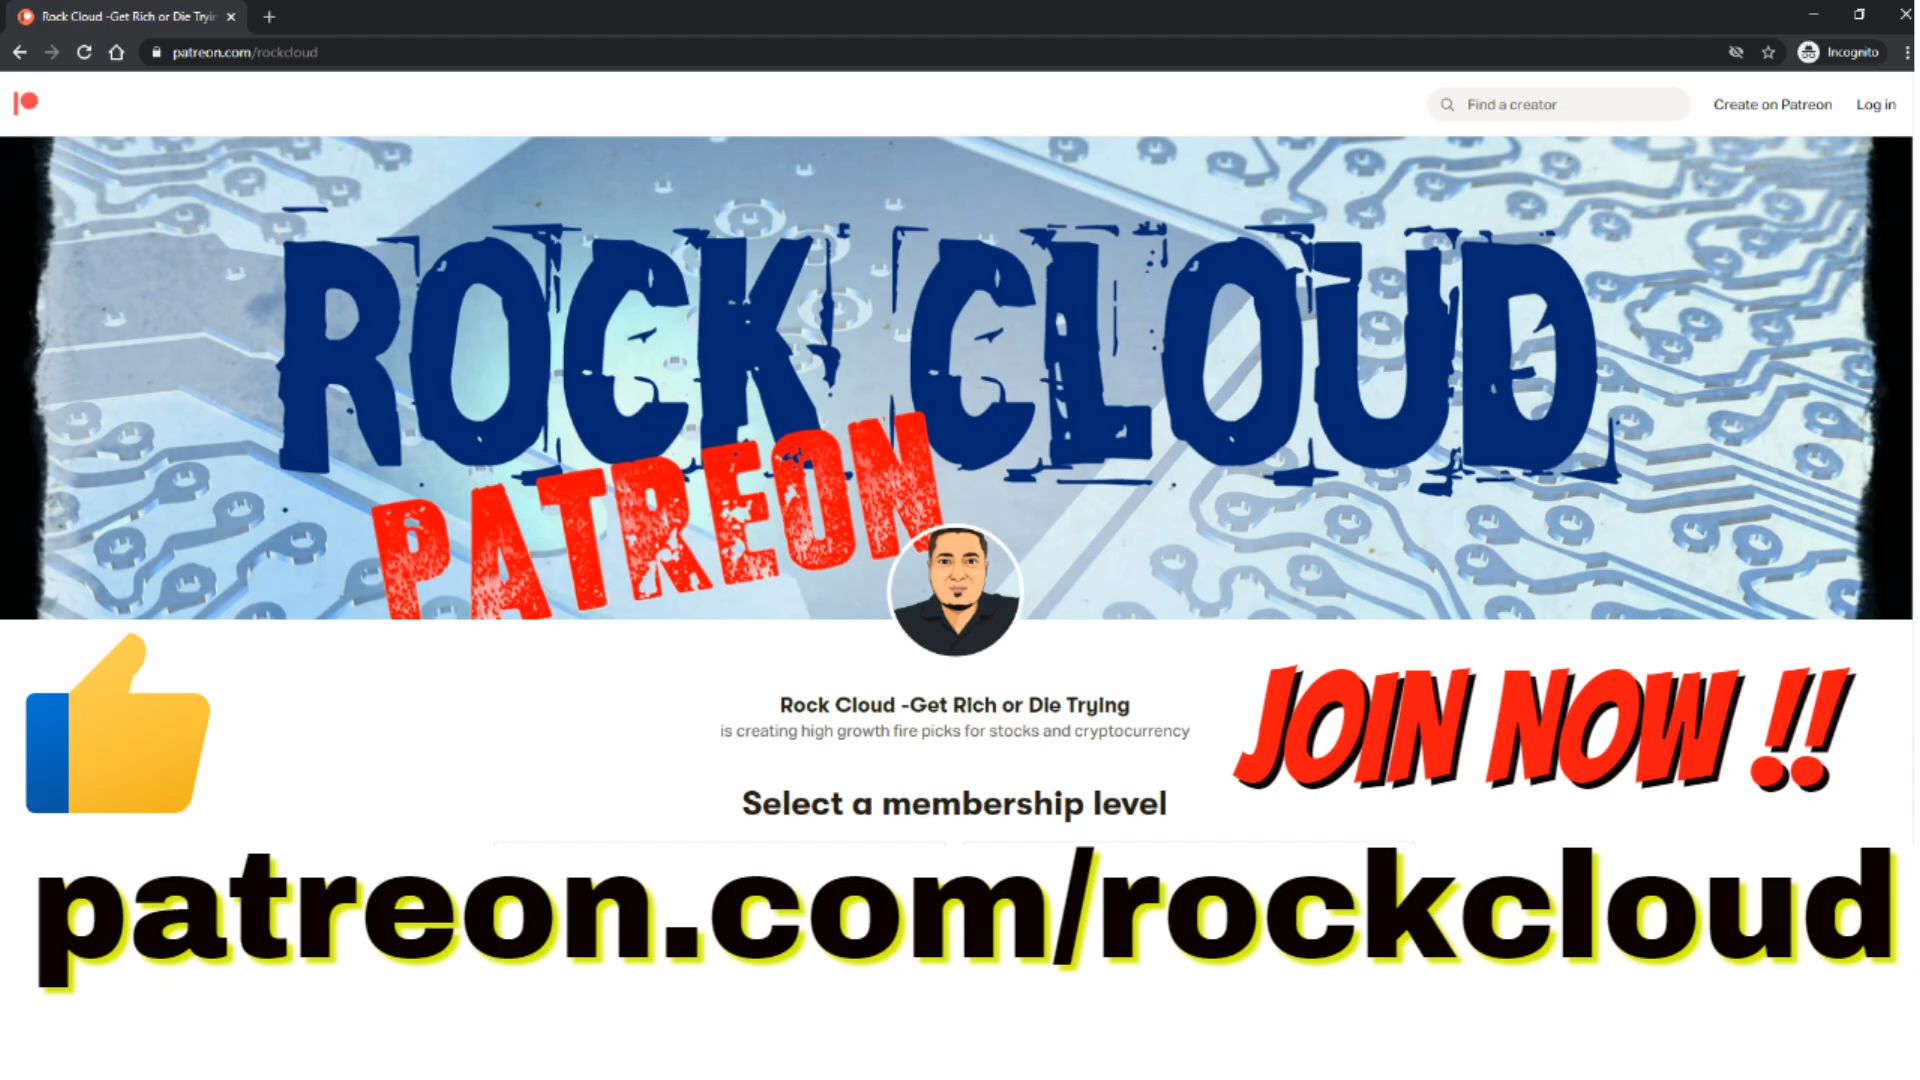 Rock Cloud -Get Rich or Die Tryin
patreon.com/rockcloud
Incognito
Find a creator
Create on Patreon
Log in
ROCK CLOUD
PATREON
Rock Cloud -Get Rich or Die Trying
is creating high growth fire picks for stocks and cryptocurrency
JOIN NOW !!
Select a membership level
patreon.com/rockcloud